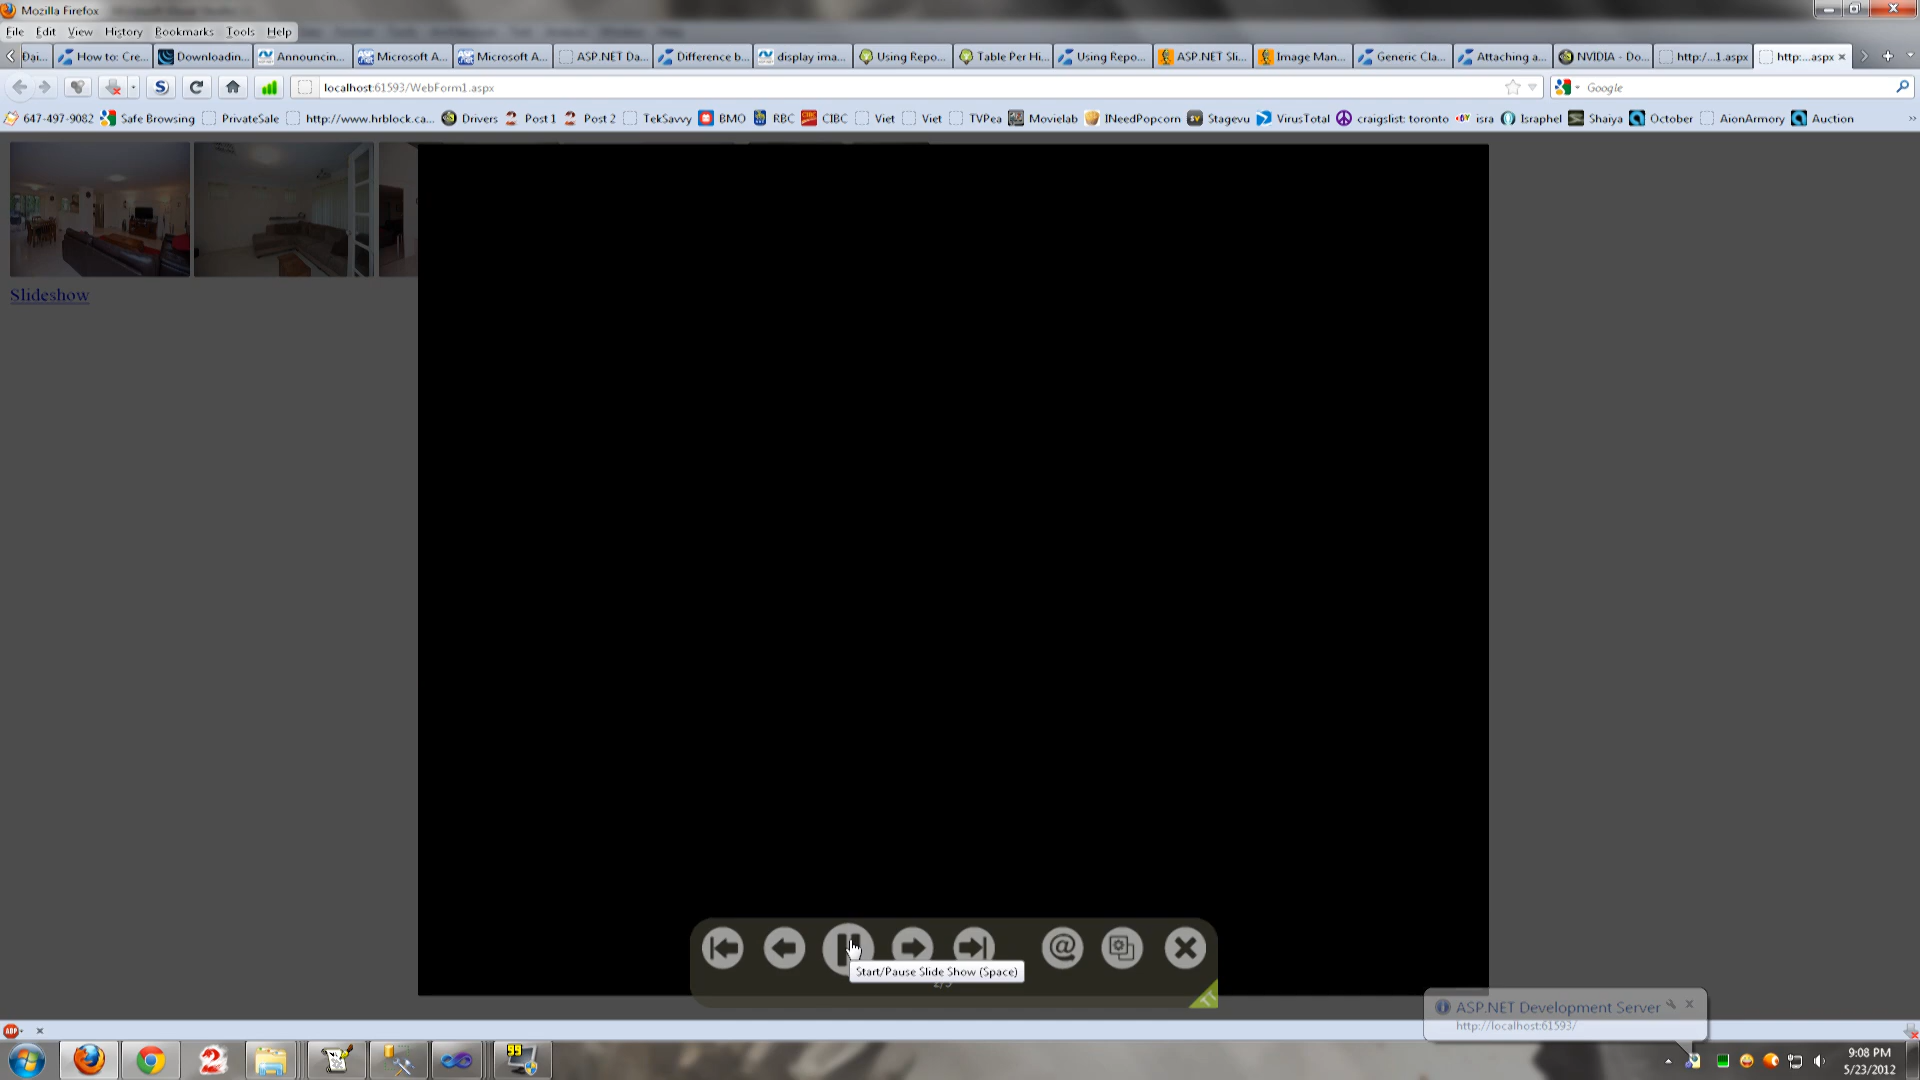 Mozilla Firefox
File Edit View History Bookmarks Tools Help
Đại... How to: Cre... Downloadin... Announcin... Microsoft A... Microsoft A... ASP.NET Da... Difference b... display ima... Using Repo... Table Per Hi... Using Repo... ASP.NET Sli... Image Man... Generic Cla... Attaching a... NVIDIA - Do... http:/...1.aspx http:...aspx
localhost:61593/WebForm1.aspx Google
647-497-9082 Safe Browsing PrivateSale http://www.hrblock.ca... Drivers Post 1 Post 2 TekSavvy BMO RBC CIBC Viet Viet TVPea Movielab INeedPopcorn Stagevu VirusTotal craigslist: toronto isra Israphel Shaiya October AionArmory Auction
Slideshow
Start/Pause Slide Show (Space)
ASP.NET Development Server
http://localhost:61593/
ABP
99
9:08 PM
5/23/2012